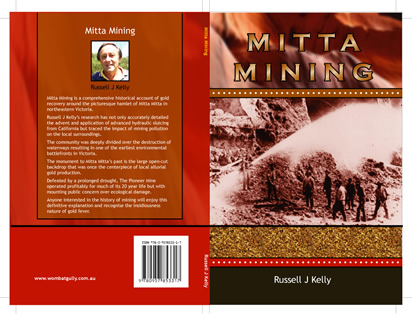 Mitta Mining
Russell J Kelly
Mitta Mining is a comprehensive historical account of gold
recovery around the picturesque hamlet of Mitta Mitta in
northeastern Victoria.
Russell J Kelly's research has not only accurately detailed
the advent and application of advanced hydraulic sluicing
from California but traced the impact of mining pollution
on the local surroundings.
The community was deeply divided over the destruction of
waterways resulting in one of the earliest environmental
battlefronts in Victoria.
The monument to Mitta Mitta's past is the large open-cut
backdrop that was once the centerpiece of local alluvial
gold production.
Defeated by a prolonged drought, The Pioneer mine
operated profitably for much of its 20 year life but with
mounting public concern over ecological damage.
Anyone interested in the history of mining will enjoy this
definitive explanation and recognise the insidiousness
nature of gold fever.
www.wombatgully.com.au
Mitta Mining
Russell J Kelly
MITTA
MINING
Russell J Kelly